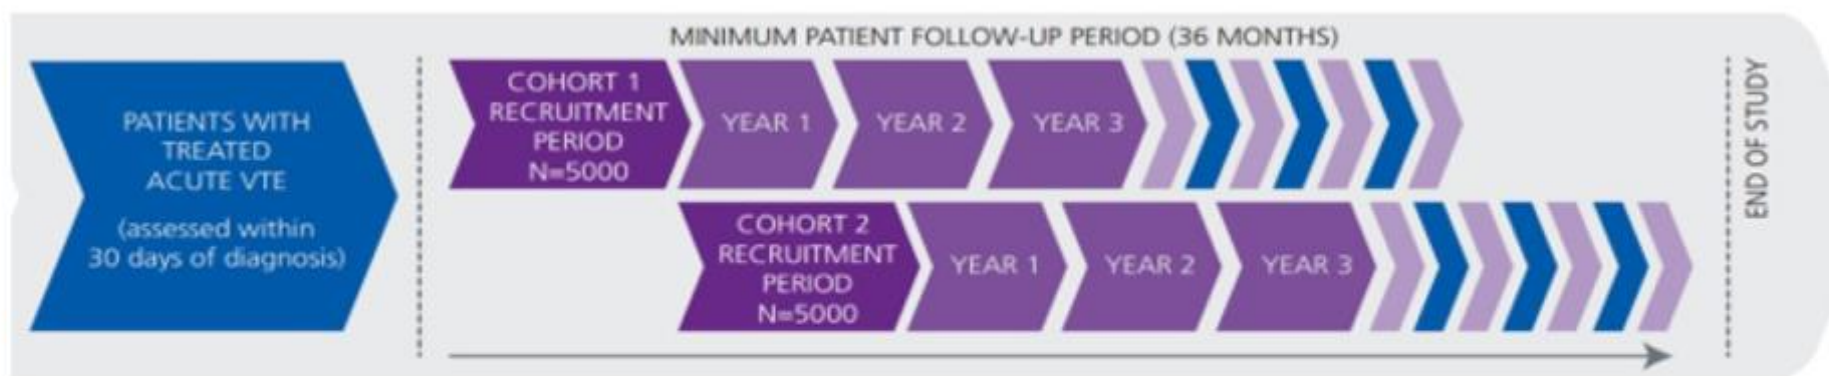 MINIMUM PATIENT FOLLOW-UP PERIOD (36 MONTHS)
PATIENTS WITH
TREATED
ACUTE VTE
(assessed within
30 days of diagnosis)
COHORT 1
RECRUITMENT
PERIOD
N=5000
YEAR 1
YEAR 2
YEAR 3
COHORT 2
RECRUITMENT
PERIOD
N=5000
YEAR 1
YEAR 2
YEAR 3
END OF STUDY